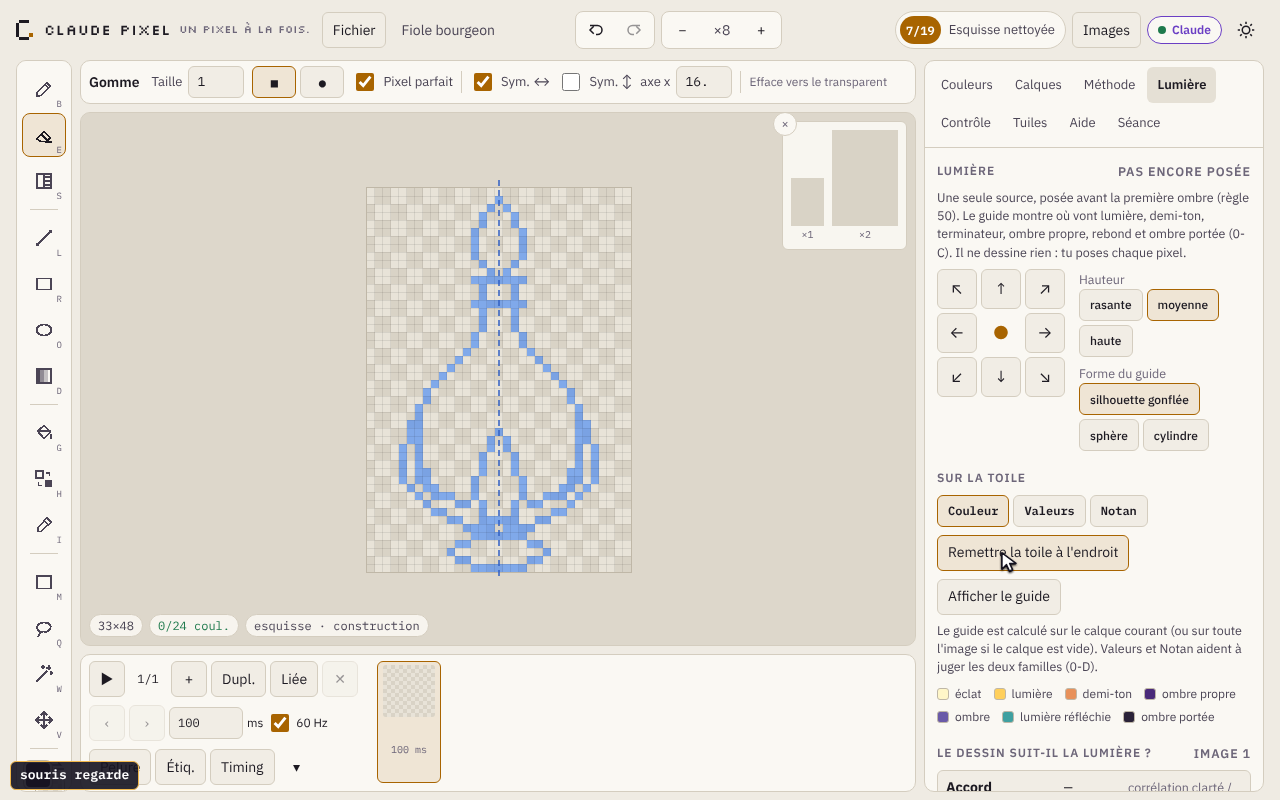 CLAUDE PIXEL UN PIXEL À LA FOIS. Fichier Fiole bourgeon − ×8 + 7/19 Esquisse nettoyée Images Claude
Gomme Taille 1 ■ ● Pixel parfait Sym. ↔ Sym. ↕ axe x 16. Efface vers le transparent
B
E
S
L
R
O
D
G
H
I
M
Q
W
V
×
×1 ×2
33×48 0/24 coul. esquisse · construction
▶ 1/1 + Dupl. Liée ×
‹ › 100 ms 60 Hz
Étiq. Timing ▼
100 ms
souris regarde
Couleurs Calques Méthode Lumière
Contrôle Tuiles Aide Séance
LUMIÈRE PAS ENCORE POSÉE
Une seule source, posée avant la première ombre (règle
50). Le guide montre où vont lumière, demi-ton,
terminateur, ombre propre, rebond et ombre portée (0-
C). Il ne dessine rien : tu poses chaque pixel.
↖ ↑ ↗
← →
↙ ↓ ↘
Hauteur
rasante moyenne
haute
Forme du guide
silhouette gonflée
sphère cylindre
SUR LA TOILE
Couleur Valeurs Notan
Remettre la toile à l'endroit
Afficher le guide
Le guide est calculé sur le calque courant (ou sur toute
l'image si le calque est vide). Valeurs et Notan aident à
juger les deux familles (0-D).
éclat lumière demi-ton ombre propre
ombre lumière réfléchie ombre portée
LE DESSIN SUIT-IL LA LUMIÈRE ? IMAGE 1
Accord — corrélation clarté /